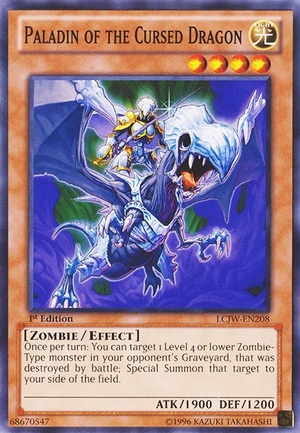 PALADIN OF THE CURSED DRAGON
LIGHT
光
1st Edition
LCJW-EN208
[ZOMBIE / EFFECT]
Once per turn: You can target 1 Level 4 or lower Zombie-
Type monster in your opponent's Graveyard, that was
destroyed by battle; Special Summon that target to
your side of the field.
ATK/1900 DEF/1200
68670547
©1996 KAZUKI TAKAHASHI